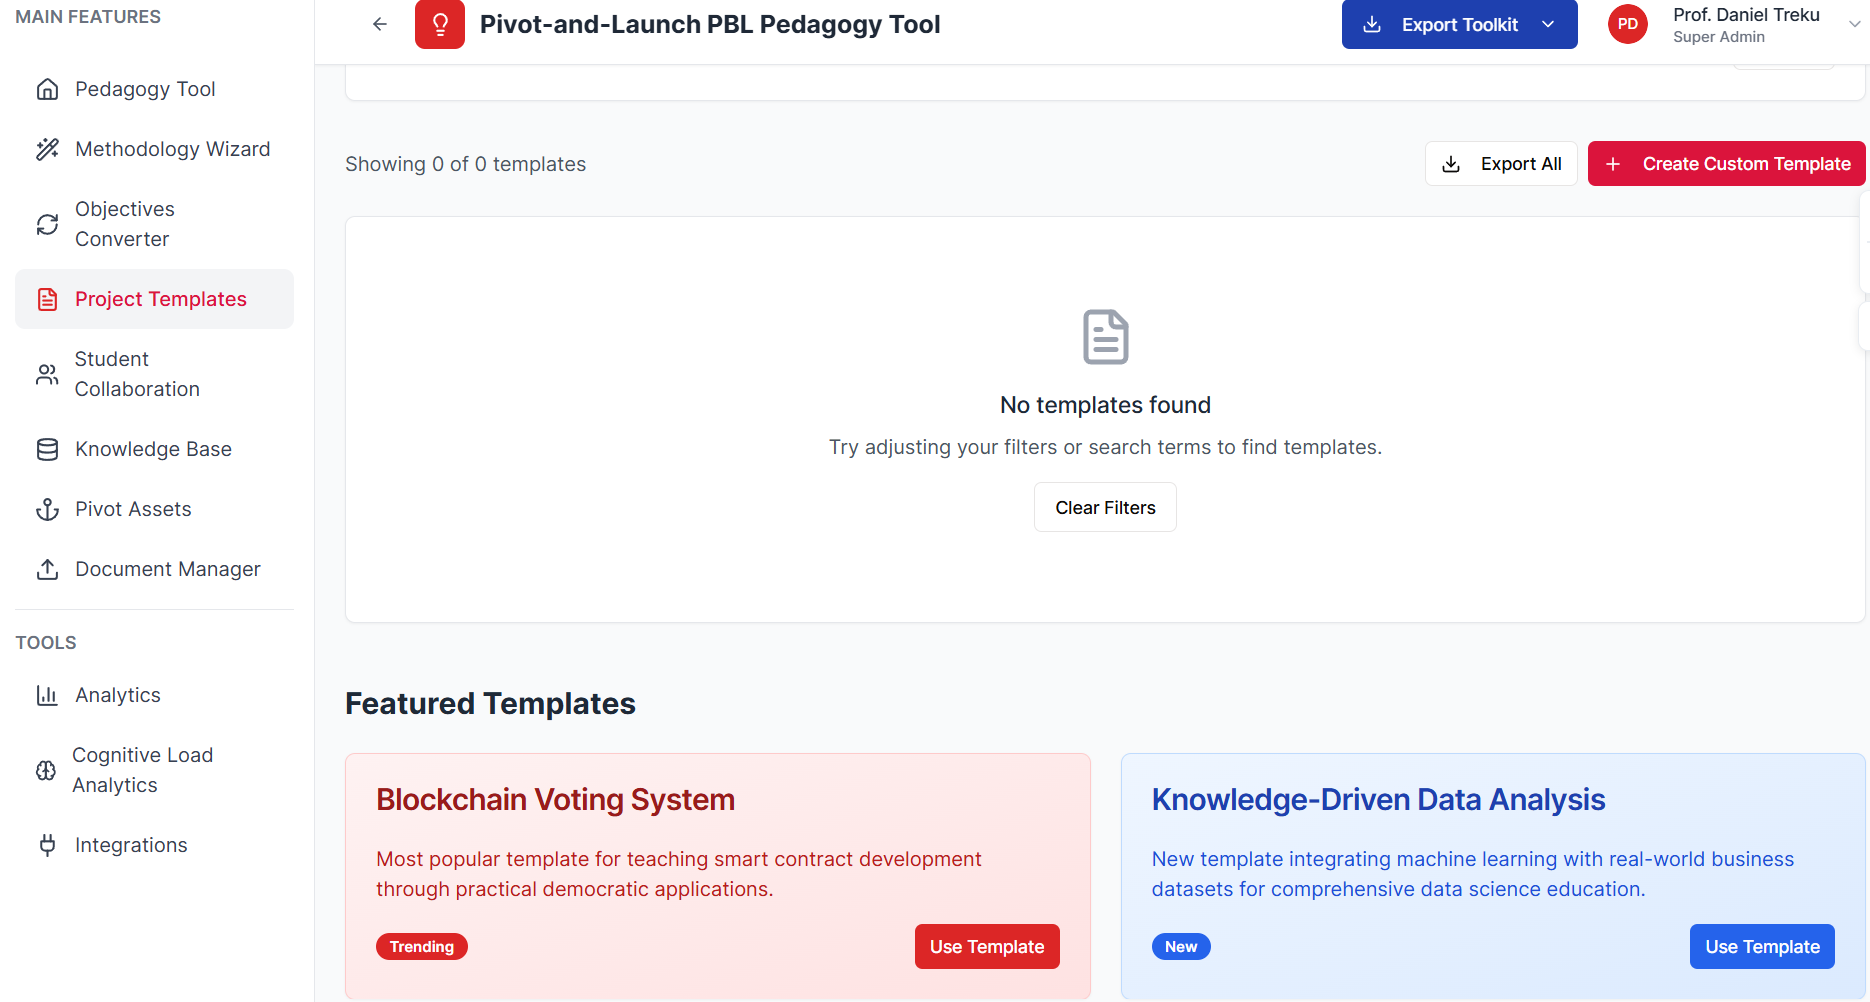 MAIN FEATURES
Pedagogy Tool
Methodology Wizard
Objectives
Converter
Project Templates
Student
Collaboration
Knowledge Base
Pivot Assets
Document Manager
TOOLS
Analytics
Cognitive Load
Analytics
Integrations
Pivot-and-Launch PBL Pedagogy Tool
Export Toolkit
PD
Prof. Daniel Treku
Super Admin
Showing 0 of 0 templates
Export All
Create Custom Template
No templates found
Try adjusting your filters or search terms to find templates.
Clear Filters
Featured Templates
Blockchain Voting System
Most popular template for teaching smart contract development
through practical democratic applications.
Trending
Use Template
Knowledge-Driven Data Analysis
New template integrating machine learning with real-world business
datasets for comprehensive data science education.
New
Use Template